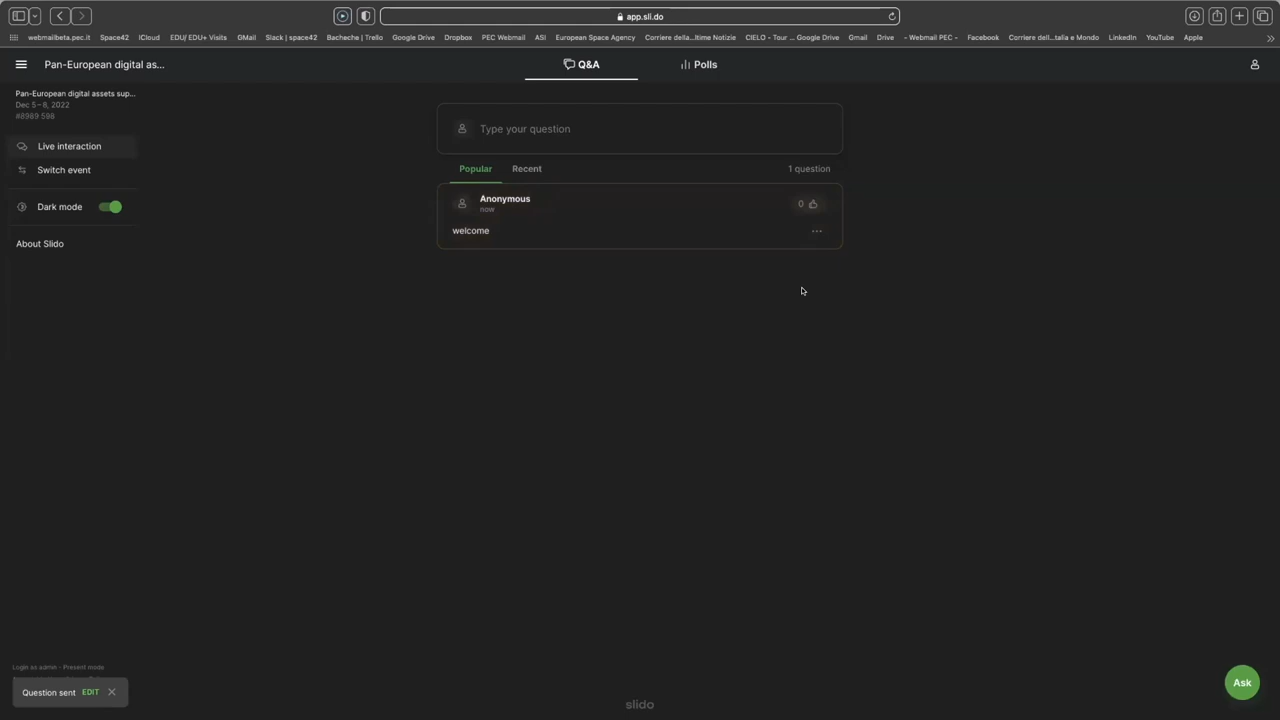 app.sli.do
webmailbeta.pec.it Space42 iCloud EDU/ EDU+ Visits GMail Slack | space42 Bacheche | Trello Google Drive Dropbox PEC Webmail ASI European Space Agency Corriere della...ltime Notizie CIELO - Tour ... Google Drive Gmail Drive - Webmail PEC - Facebook Corriere dell...talia e Mondo LinkedIn YouTube Apple
Pan-European digital as...
Q&A
Polls
Pan-European digital assets sup...
Dec 5 – 8, 2022
#8989 598
Live interaction
Switch event
Dark mode
About Slido
Type your question
Popular Recent 1 question
Anonymous
now
0
welcome
Login as admin - Present mode
Question sent EDIT
slido
Ask